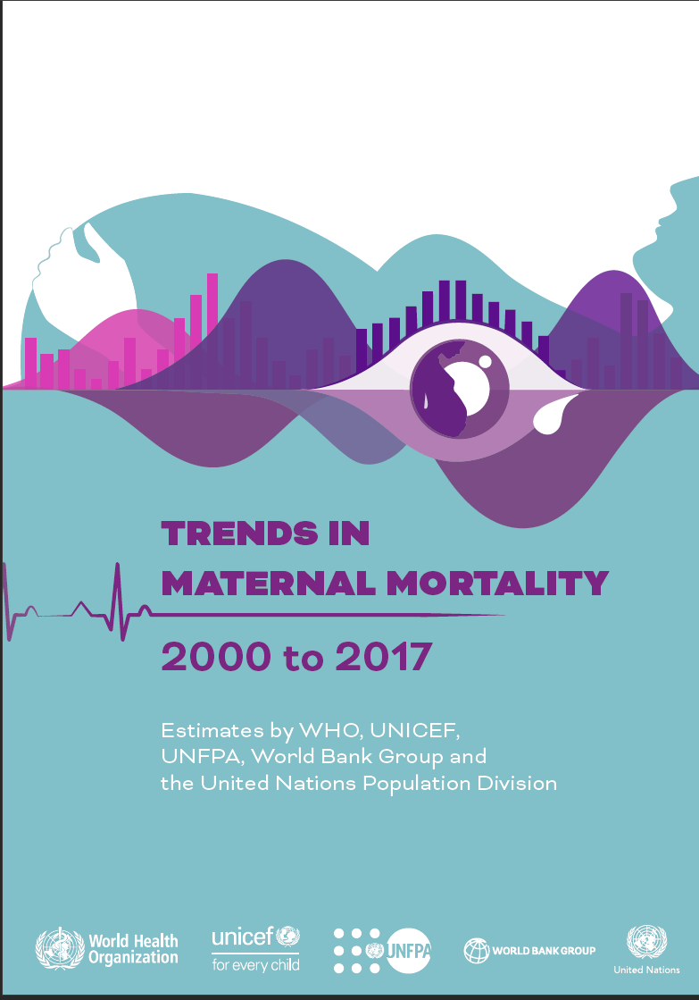 TRENDS IN
MATERNAL MORTALITY
2000 to 2017
Estimates by WHO, UNICEF,
UNFPA, World Bank Group and
the United Nations Population Division
World Health
Organization
unicef
for every child
UNFPA
WORLD BANK GROUP
United Nations